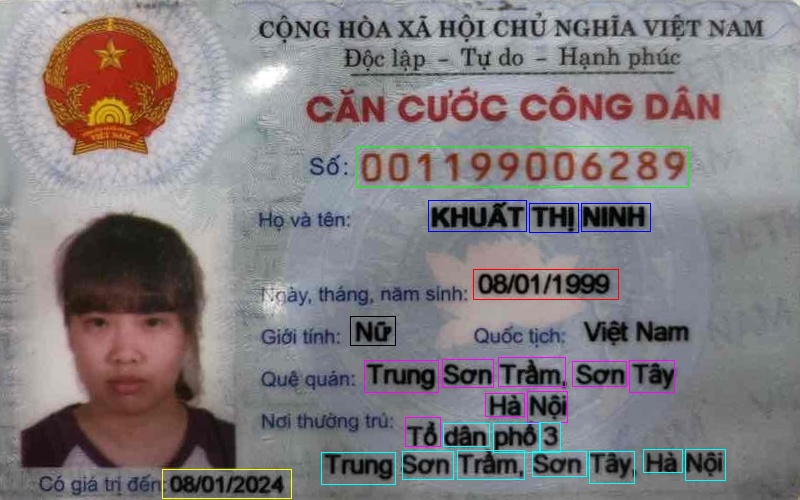 CỘNG HÒA XÃ HỘI CHỦ NGHĨA VIỆT NAM
Độc lập – Tự do – Hạnh phúc
CĂN CƯỚC CÔNG DÂN
Số: 001199006289
Họ và tên: KHUẤT THỊ NINH
Ngày, tháng, năm sinh: 08/01/1999
Giới tính: Nữ Quốc tịch: Việt Nam
Quê quán: Trung Sơn Trầm, Sơn Tây
Hà Nội
Nơi thường trú: Tổ dân phố 3
Trung Sơn Trầm, Sơn Tây, Hà Nội
Có giá trị đến: 08/01/2024